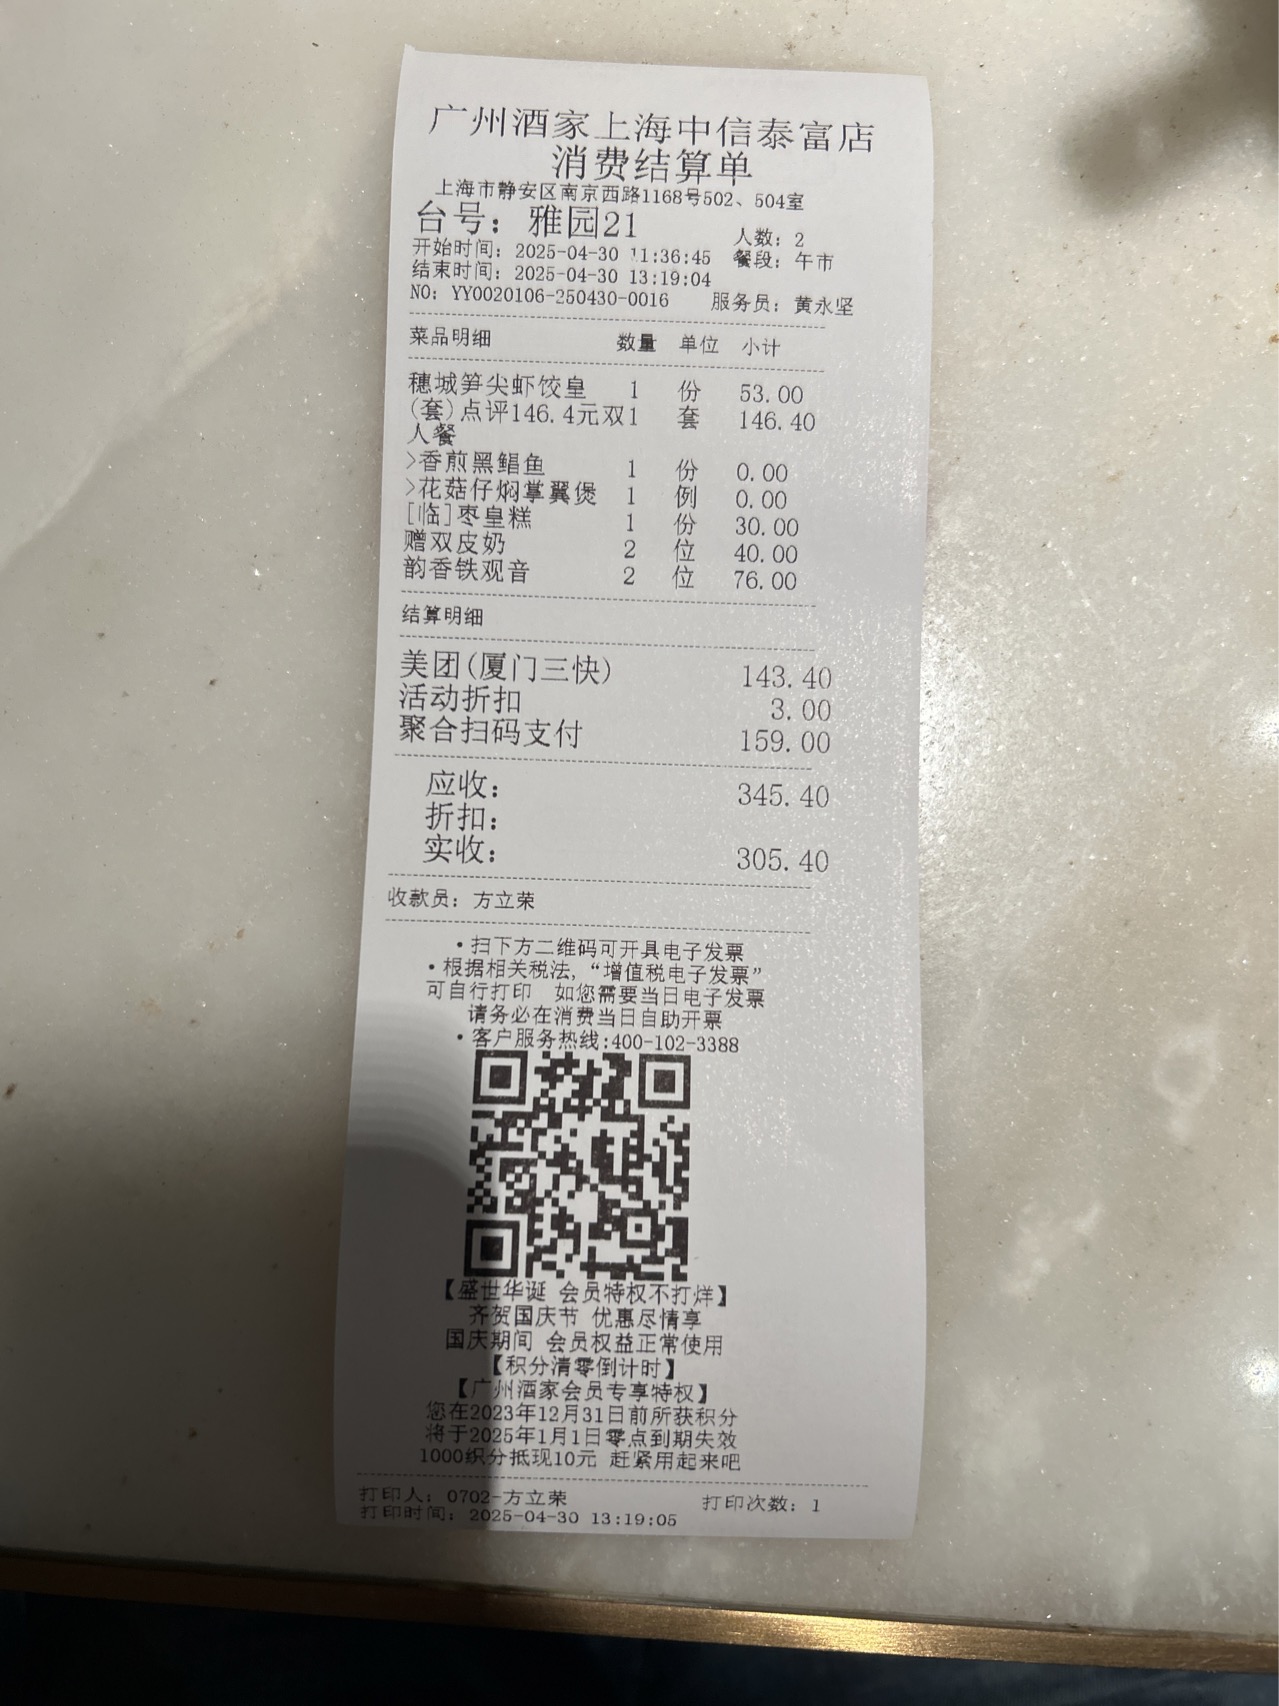 广州酒家上海中信泰富店
消费结算单
上海市静安区南京西路1168号502、504室
台号：雅园21 人数：2
开始时间：2025-04-30 11:36:45 餐段：午市
结束时间：2025-04-30 13:19:04
NO：YY0020106-250430-0016 服务员：黄永坚
菜品明细 数量 单位 小计
穗城笋尖虾饺皇 1 份 53.00
(套)点评146.4元双 1 套 146.40
人餐
>香煎黑鲳鱼 1 份 0.00
>花菇仔焖掌翼煲 1 例 0.00
[临]枣皇糕 1 份 30.00
赠双皮奶 2 位 40.00
韵香铁观音 2 位 76.00
结算明细
美团(厦门三快) 143.40
活动折扣 3.00
聚合扫码支付 159.00
应收： 345.40
折扣：
实收： 305.40
收款员：方立荣
·扫下方二维码可开具电子发票
·根据相关税法，“增值税电子发票”
可自行打印 如您需要当日电子发票
请务必在消费当日自助开票
·客户服务热线:400-102-3388
【盛世华诞 会员特权不打烊】
齐贺国庆节 优惠尽情享
国庆期间 会员权益正常使用
【积分清零倒计时】
【广州酒家会员专享特权】
您在2023年12月31日前所获积分
将于2025年1月1日零点到期失效
1000积分抵现10元 赶紧用起来吧
打印人：0702-方立荣 打印次数：1
打印时间：2025-04-30 13:19:05